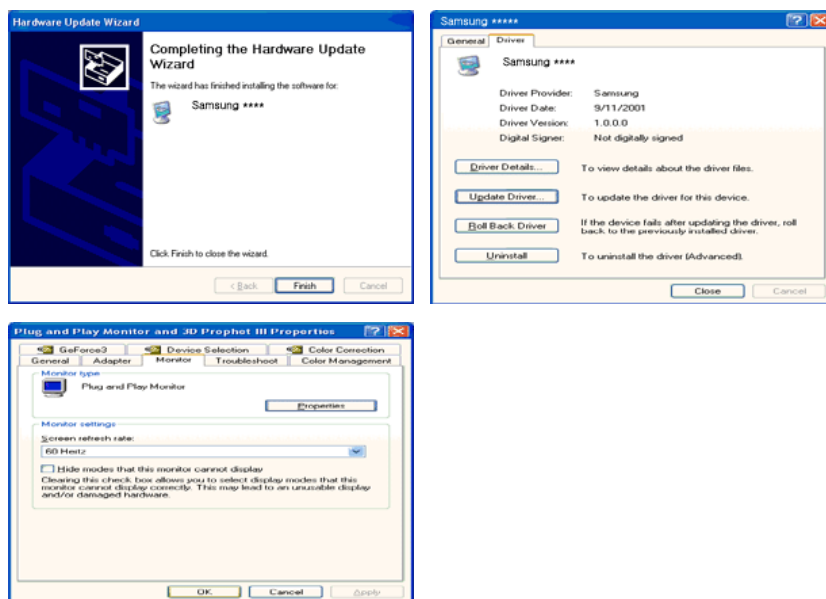 Hardware Update Wizard
Completing the Hardware Update
Wizard
The wizard has finished installing the software for:
Samsung ****
Click Finish to close the wizard.
< Back
Finish
Cancel
Samsung *****
General
Driver
Samsung ****
Driver Provider: Samsung
Driver Date: 9/11/2001
Driver Version: 1.0.0.0
Digital Signer: Not digitally signed
Driver Details... To view details about the driver files.
Update Driver... To update the driver for this device.
Roll Back Driver If the device fails after updating the driver, roll
back to the previously installed driver.
Uninstall To uninstall the driver (Advanced).
Close
Cancel
Plug and Play Monitor and 3D Prophet III Properties
GeForce3 Device Selection Color Correction
General Adapter Monitor Troubleshoot Color Management
Monitor type
Plug and Play Monitor
Properties
Monitor settings
Screen refresh rate:
60 Hertz
Hide modes that this monitor cannot display
Clearing this check box allows you to select display modes that this
monitor cannot display correctly. This may lead to an unusable display
and/or damaged hardware.
OK
Cancel
Apply